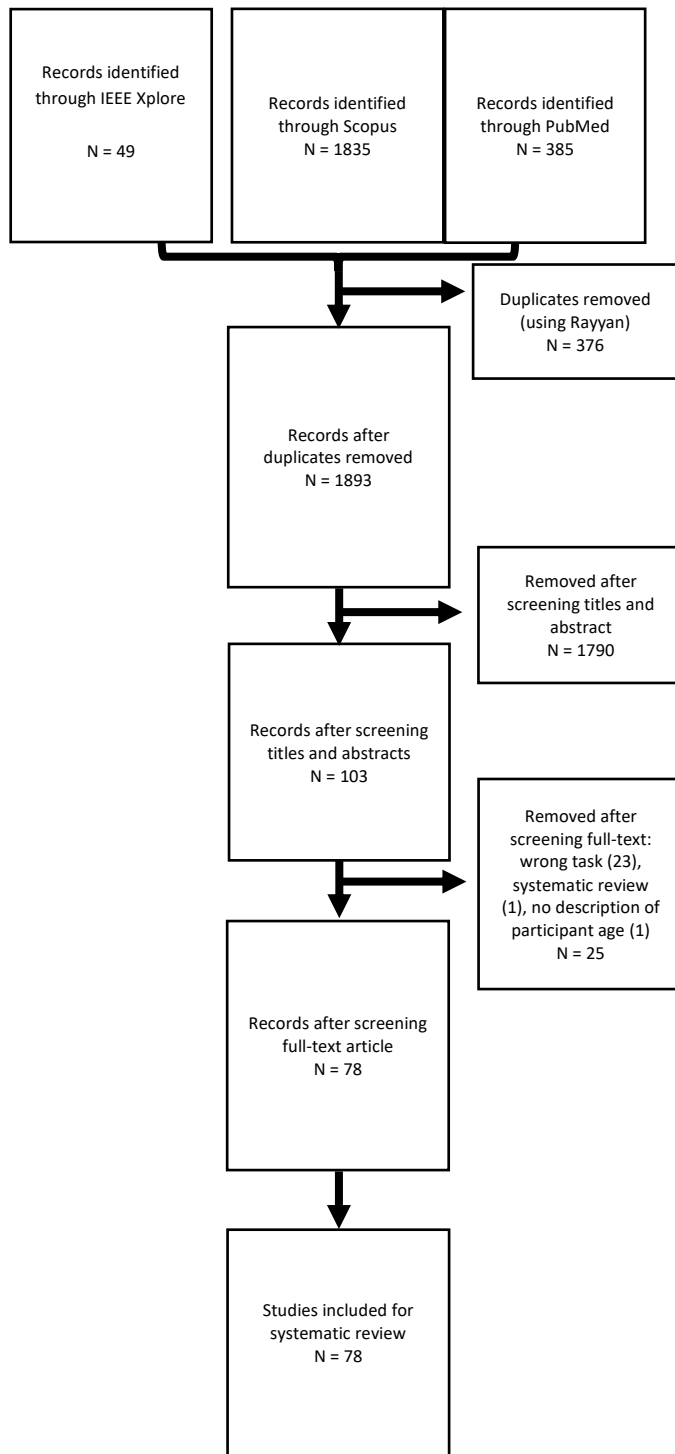 Records identified
through IEEE Xplore
N = 49
Records identified
through Scopus
N = 1835
Records identified
through PubMed
N = 385
Duplicates removed
(using Rayyan)
N = 376
Records after
duplicates removed
N = 1893
Removed after
screening titles and
abstract
N = 1790
Records after screening
titles and abstracts
N = 103
Removed after
screening full-text:
wrong task (23),
systematic review
(1), no description of
participant age (1)
N = 25
Records after screening
full-text article
N = 78
Studies included for
systematic review
N = 78